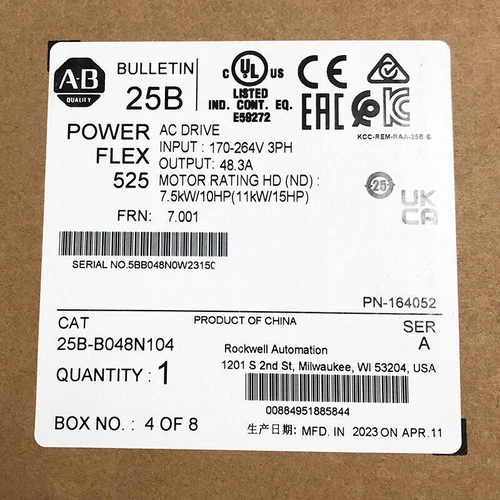 A-B
QUALITY
BULLETIN
25B
C UL US
LISTED
IND. CONT. EQ.
E59272
CE
EAC
KC
KCC-REM-RAA-25B-E
POWER
FLEX
525
AC DRIVE
INPUT : 170-264V 3PH
OUTPUT: 48.3A
MOTOR RATING HD (ND) :
7.5kW/10HP(11kW/15HP)
25
UK
CA
FRN: 7.001
SERIAL NO.5BB048N0W23150
PN-164052
CAT
25B-B048N104
PRODUCT OF CHINA
SER
A
QUANTITY : 1
Rockwell Automation
1201 S 2nd St, Milwaukee, WI 53204, USA
00884951885844
BOX NO. : 4 OF 8
生产日期: MFD. IN 2023 ON APR.11